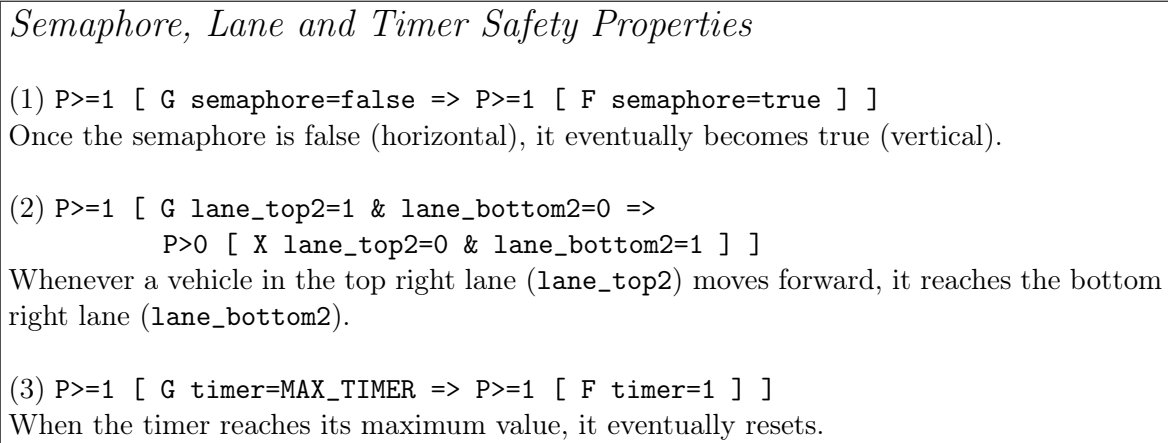 Semaphore, Lane and Timer Safety Properties
(1) P>=1 [ G semaphore=false => P>=1 [ F semaphore=true ] ]
Once the semaphore is false (horizontal), it eventually becomes true (vertical).
(2) P>=1 [ G lane_top2=1 & lane_bottom2=0 =>
P>0 [ X lane_top2=0 & lane_bottom2=1 ] ]
Whenever a vehicle in the top right lane (lane_top2) moves forward, it reaches the bottom
right lane (lane_bottom2).
(3) P>=1 [ G timer=MAX_TIMER => P>=1 [ F timer=1 ] ]
When the timer reaches its maximum value, it eventually resets.